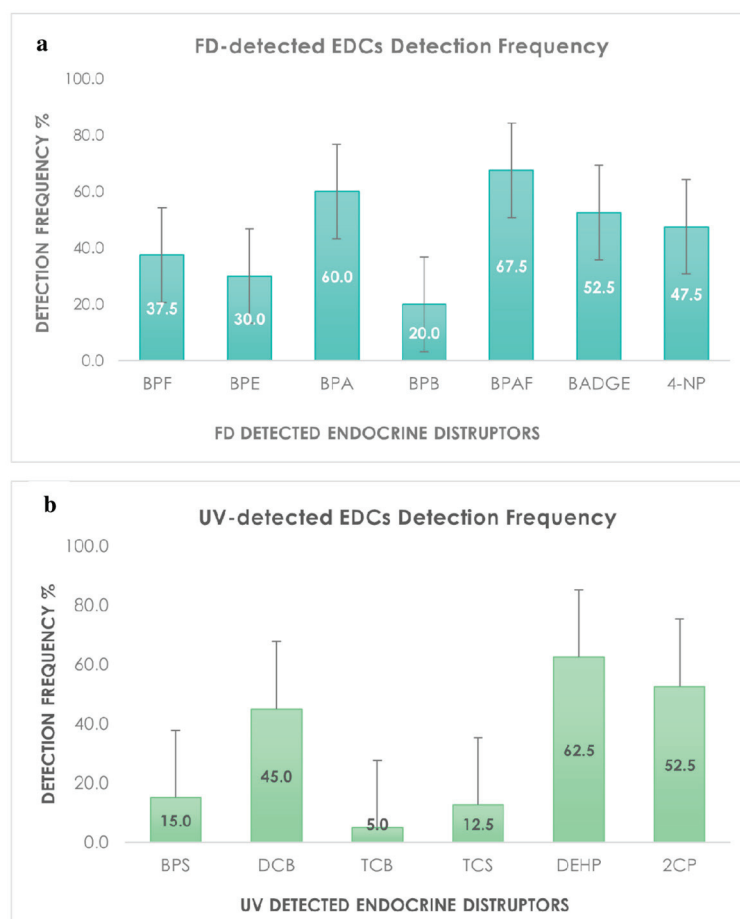 a
FD-detected EDCs Detection Frequency
DETECTION FREQUENCY %
100.0
80.0
60.0
40.0
20.0
0.0
37.5
30.0
60.0
20.0
67.5
52.5
47.5
BPF BPE BPA BPB BPAF BADGE 4-NP
FD DETECTED ENDOCRINE DISTRUPTORS
b
UV-detected EDCs Detection Frequency
DETECTION FREQUENCY %
100.0
80.0
60.0
40.0
20.0
0.0
15.0
45.0
5.0
12.5
62.5
52.5
BPS DCB TCB TCS DEHP 2CP
UV DETECTED ENDOCRINE DISTRUPTORS